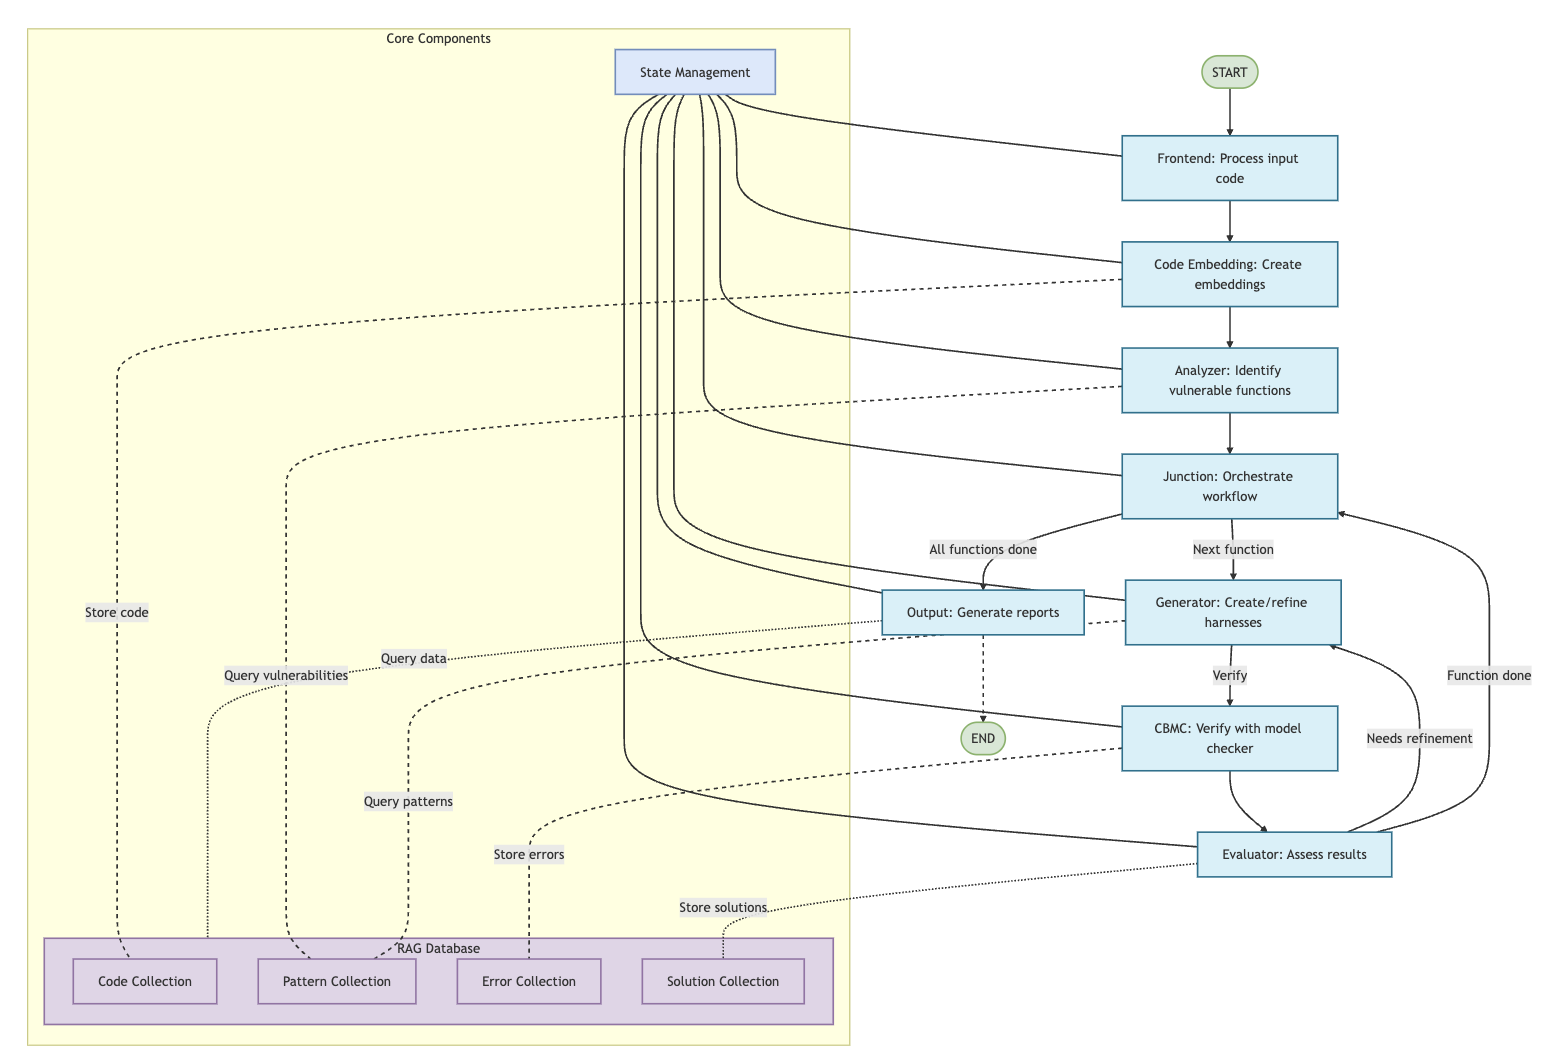 Core Components
State Management
START
Frontend: Process input
code
Code Embedding: Create
embeddings
Analyzer: Identify
vulnerable functions
Junction: Orchestrate
workflow
All functions done
Next function
Output: Generate reports
Generator: Create/refine
harnesses
Store code
Query data
Query vulnerabilities
Verify
Function done
END
CBMC: Verify with model
checker
Needs refinement
Query patterns
Store errors
Evaluator: Assess results
Store solutions
RAG Database
Code Collection
Pattern Collection
Error Collection
Solution Collection